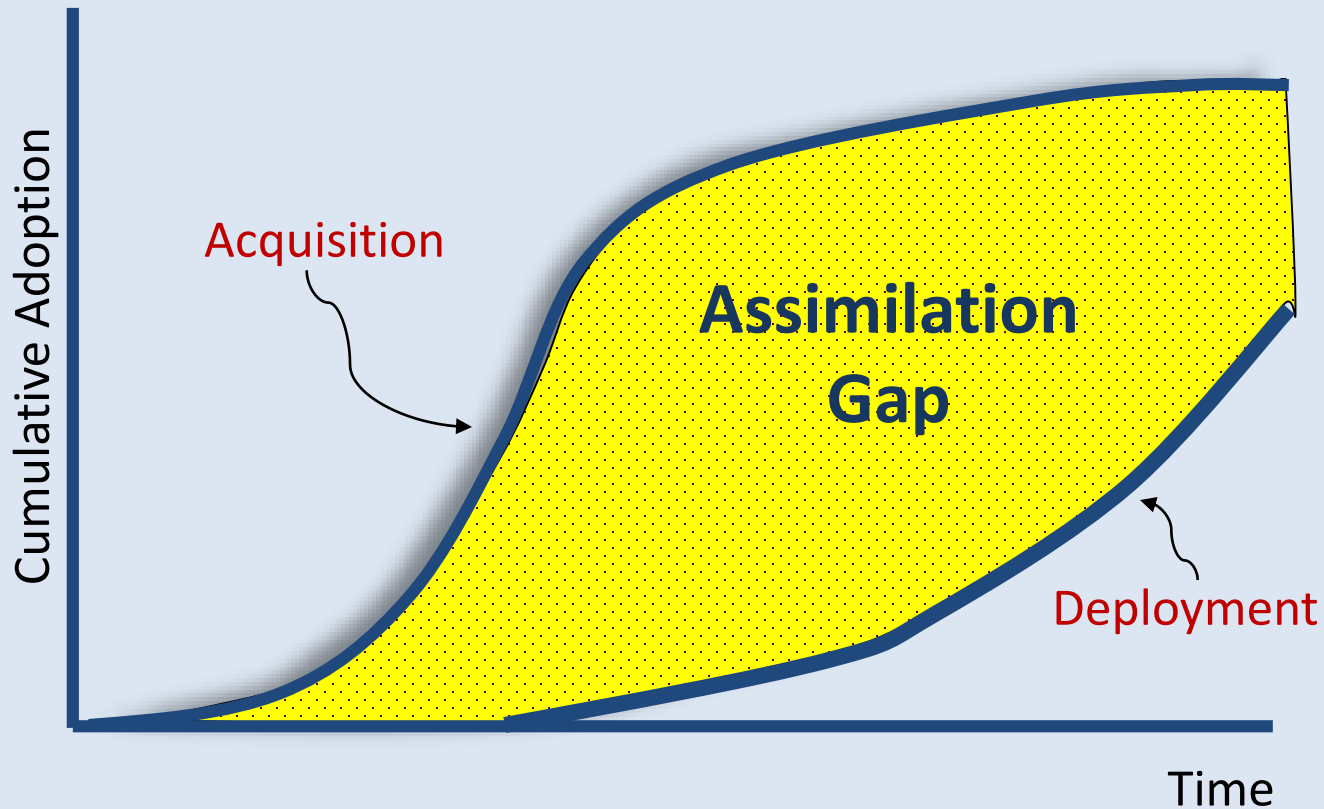 Cumulative Adoption
Acquisition
Assimilation
Gap
Deployment
Time